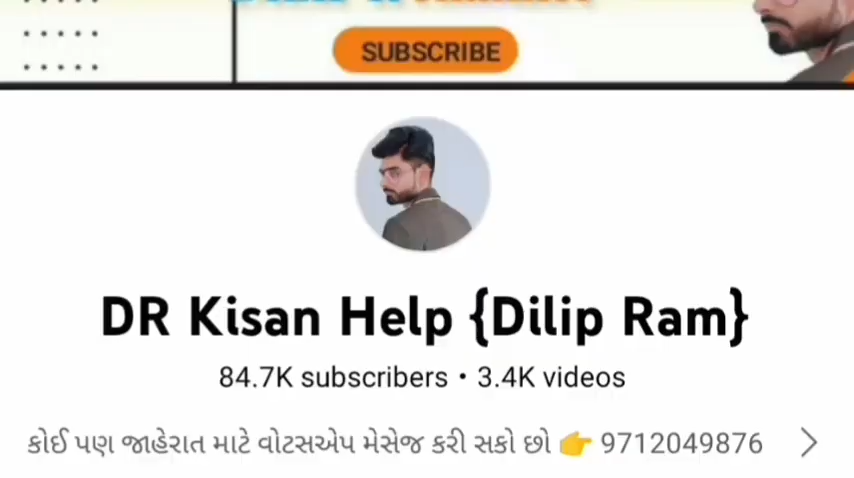 SUBSCRIBE
DR Kisan Help {Dilip Ram}
84.7K subscribers • 3.4K videos
કોઈ પણ જાહેરાત માટે વોટસએપ મેસેજ કરી સકો છો 👉 9712049876